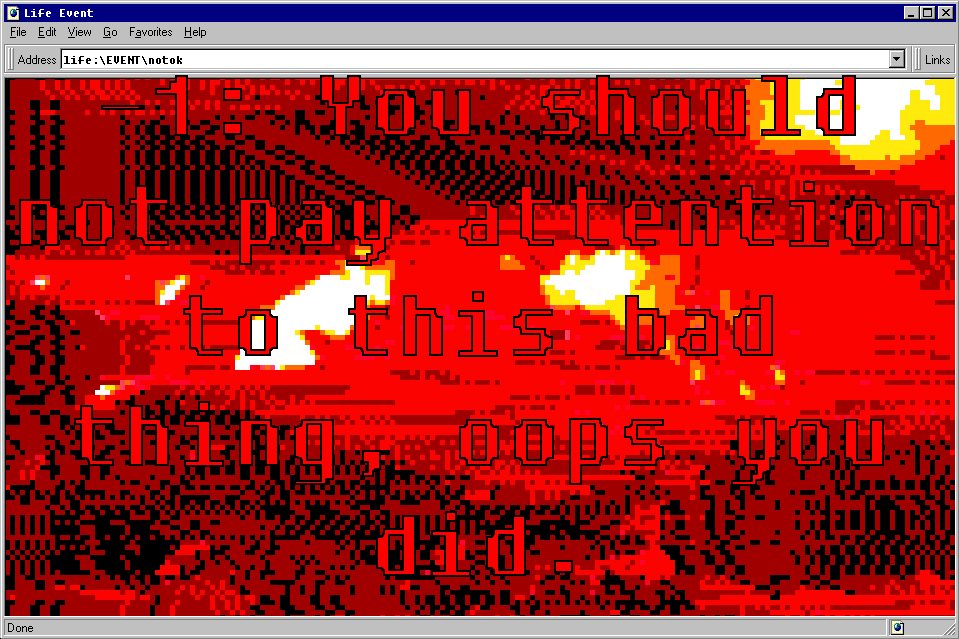 Life Event
File Edit View Go Favorites Help
Address life:\EVENT\notok Links
_1: You should
not pay attention
to this bad
thing, oops you
did.
Done